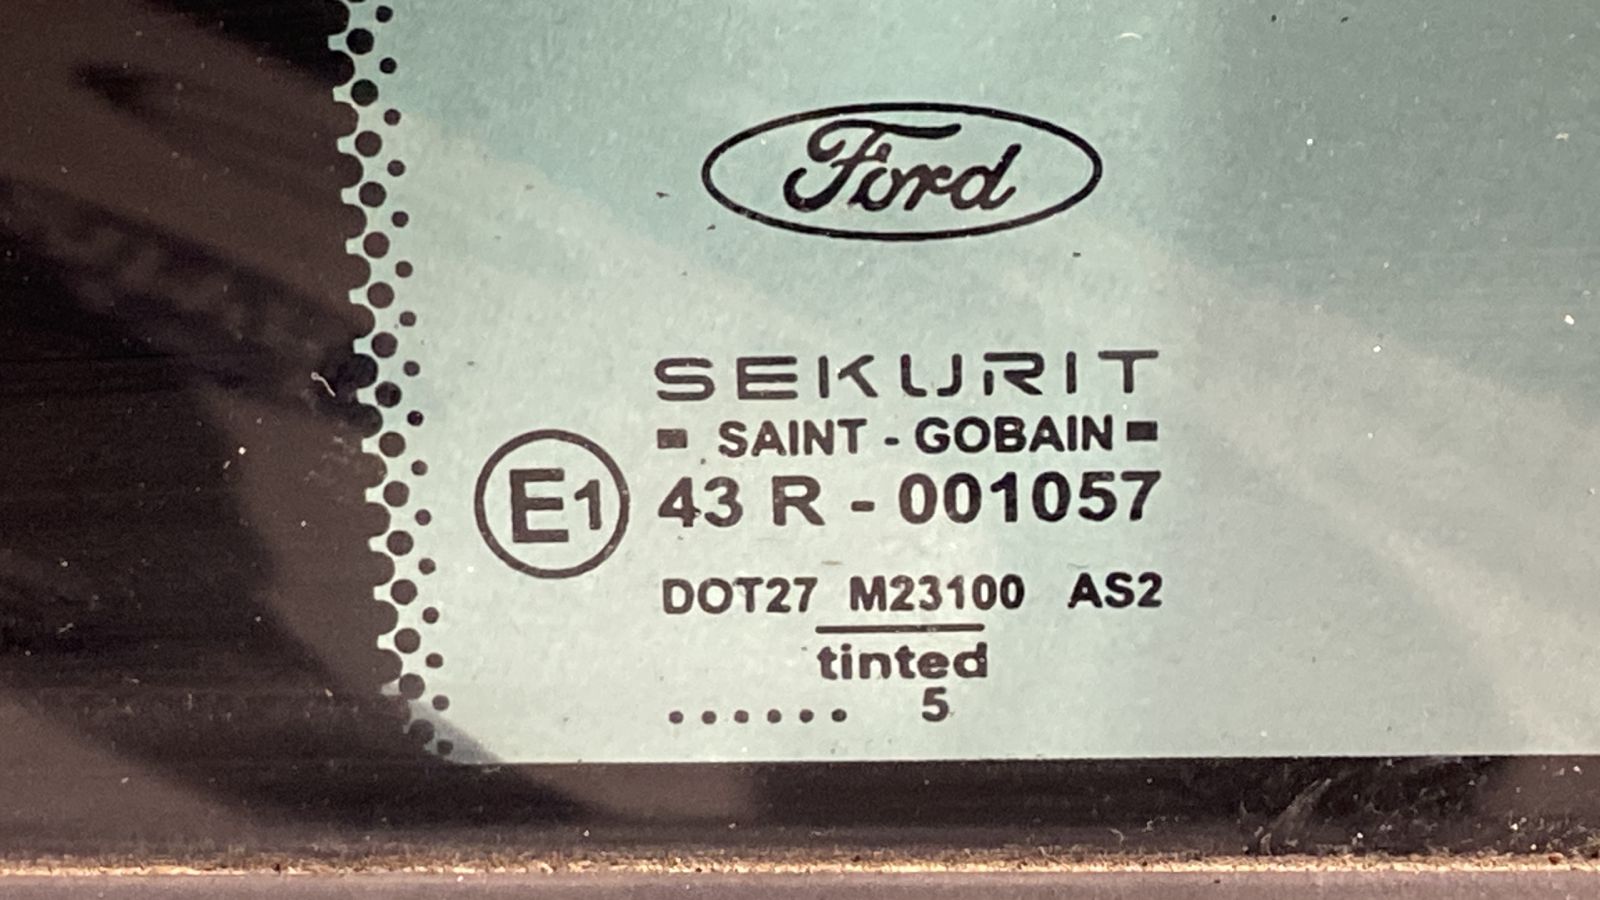 Ford
SEKURIT
SAINT - GOBAIN
E1 43 R - 001057
DOT27 M23100 AS2
tinted
...... 5